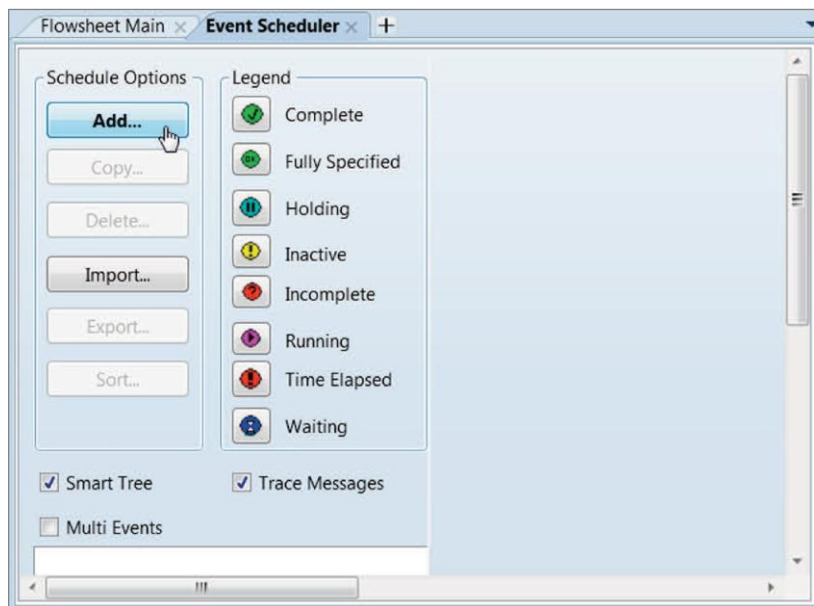 Flowsheet Main
Event Scheduler
Schedule Options
Add...
Copy...
Delete...
Import...
Export...
Sort...
Legend
Complete
Fully Specified
Holding
Inactive
Incomplete
Running
Time Elapsed
Waiting
Smart Tree
Trace Messages
Multi Events